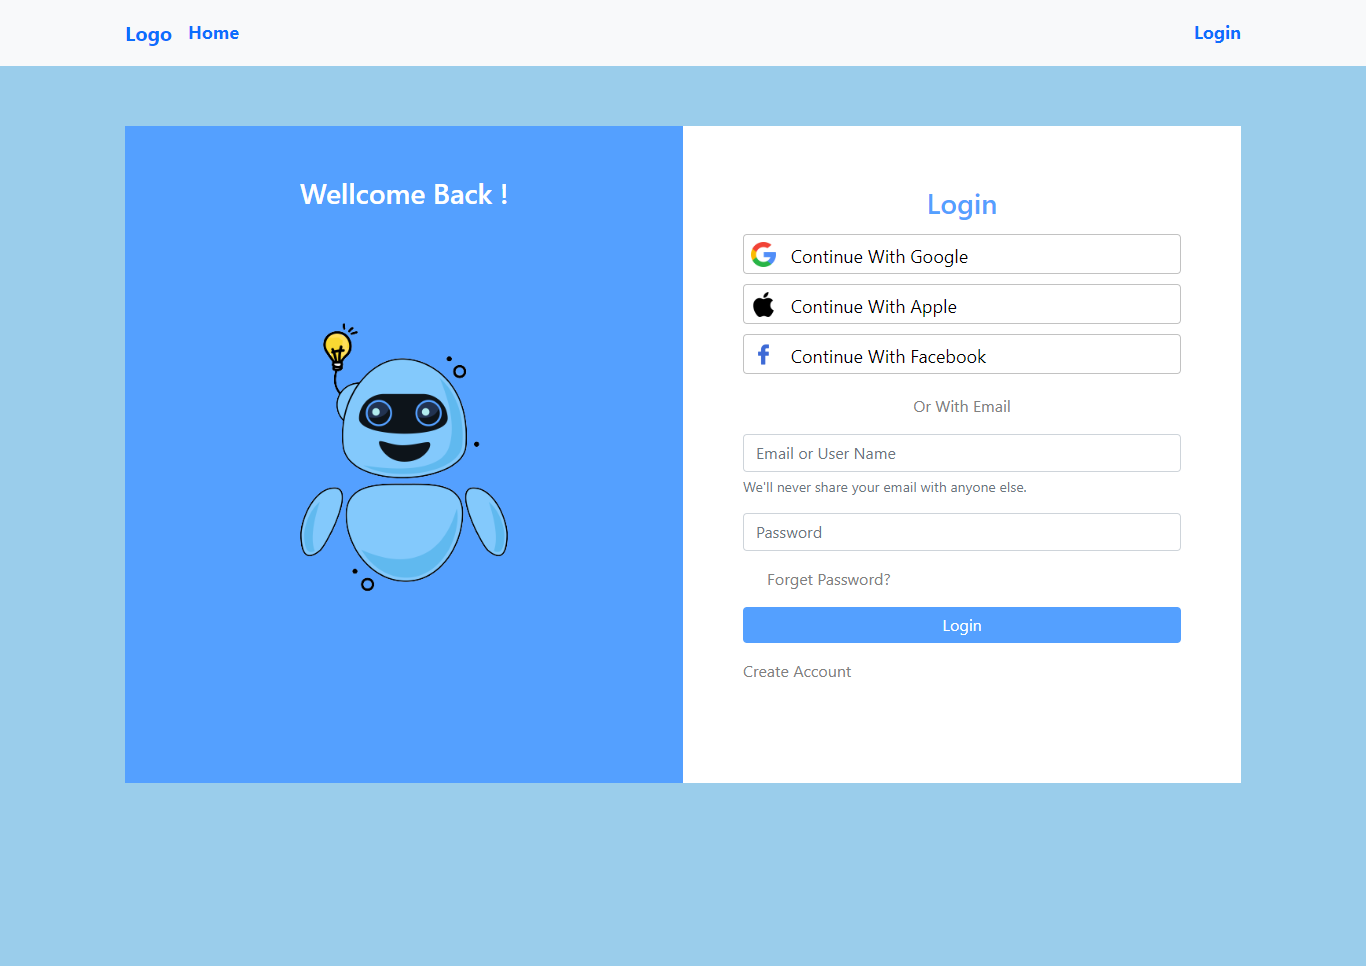 Logo Home Login
Wellcome Back !
Login
Continue With Google
Continue With Apple
Continue With Facebook
Or With Email
Email or User Name
We'll never share your email with anyone else.
Password
Forget Password?
Login
Create Account